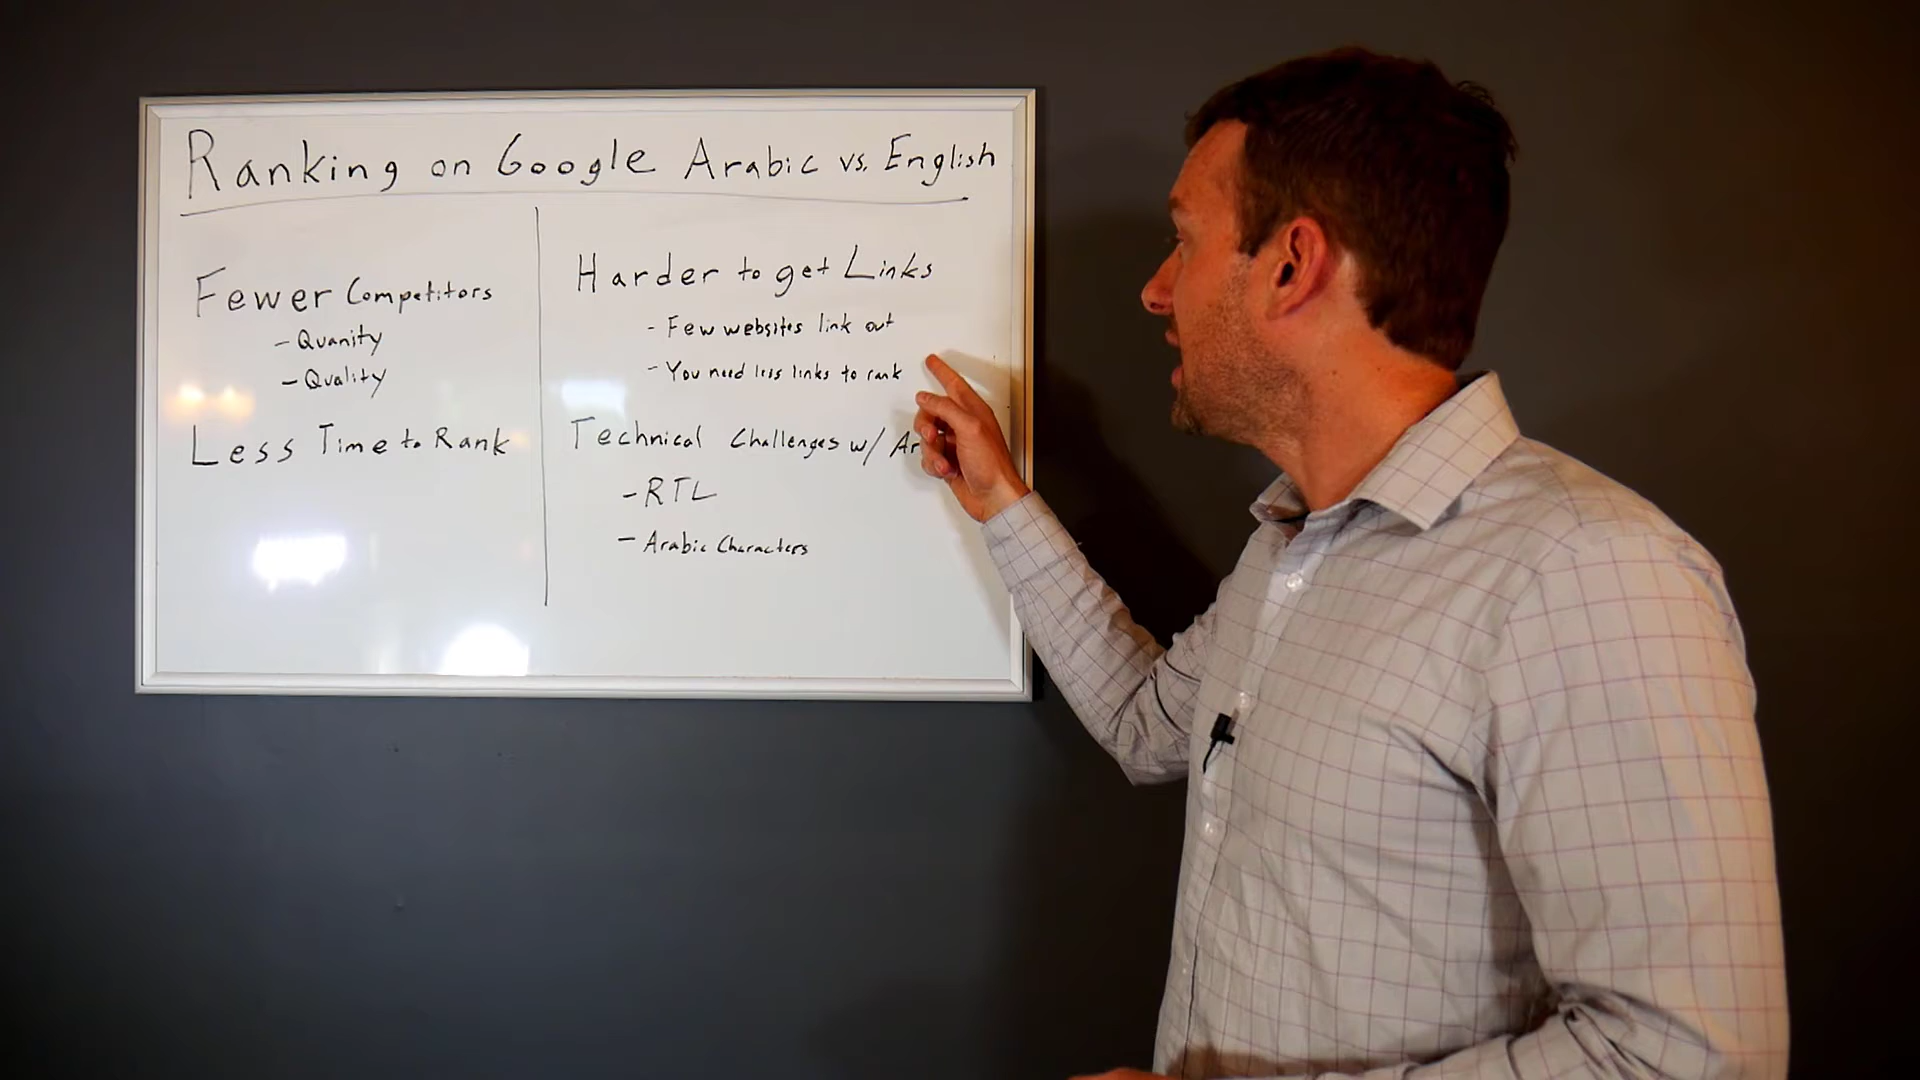 Ranking on Google Arabic vs. English
Fewer Competitors
- Quanity
- Quality
Less Time to Rank
Harder to get Links
- Few websites link out
- You need less links to rank
Technical Challenges w/ Ar
- RTL
- Arabic Characters